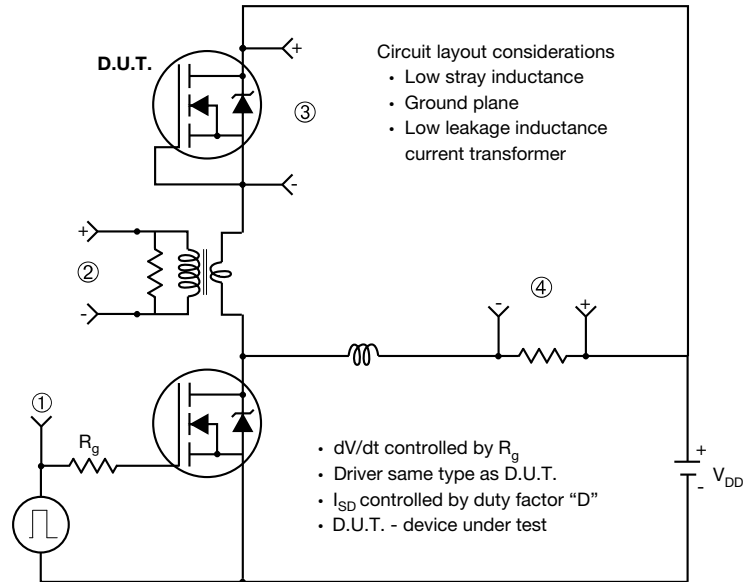 D.U.T.
+
Circuit layout considerations
• Low stray inductance
• Ground plane
• Low leakage inductance
current transformer
③
-
+
②
-
④
-
+
①
Rg
• dV/dt controlled by Rg
• Driver same type as D.U.T.
• ISD controlled by duty factor “D”
• D.U.T. - device under test
+
VDD
-